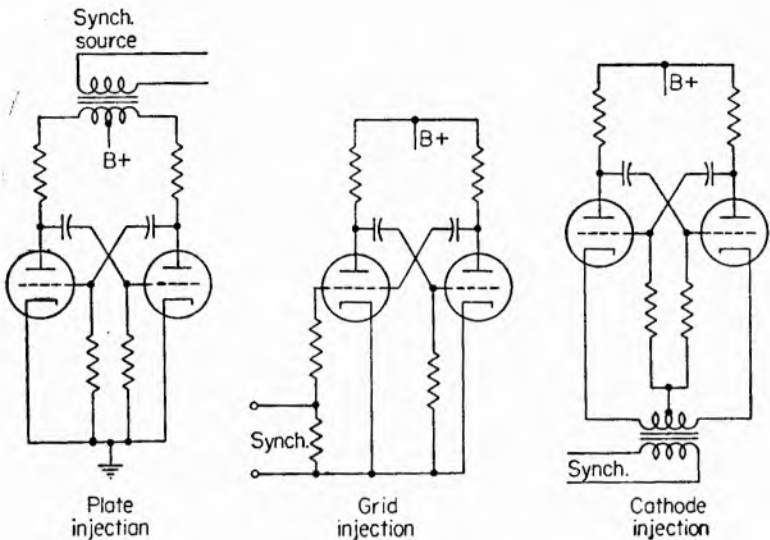 Synch.
source
B+
Plate
injection
B+
Synch.
Grid
injection
B+
Synch.
Cathode
injection